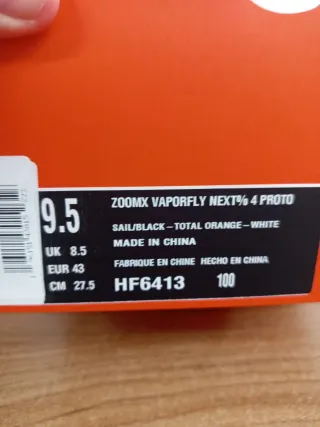 9.5
UK 8.5
EUR 43
CM 27.5
ZOOMX VAPORFLY NEXT% 4 PROTO
SAIL/BLACK-TOTAL ORANGE-WHITE
MADE IN CHINA
FABRIQUE EN CHINE HECHO EN CHINA
HF6413 100